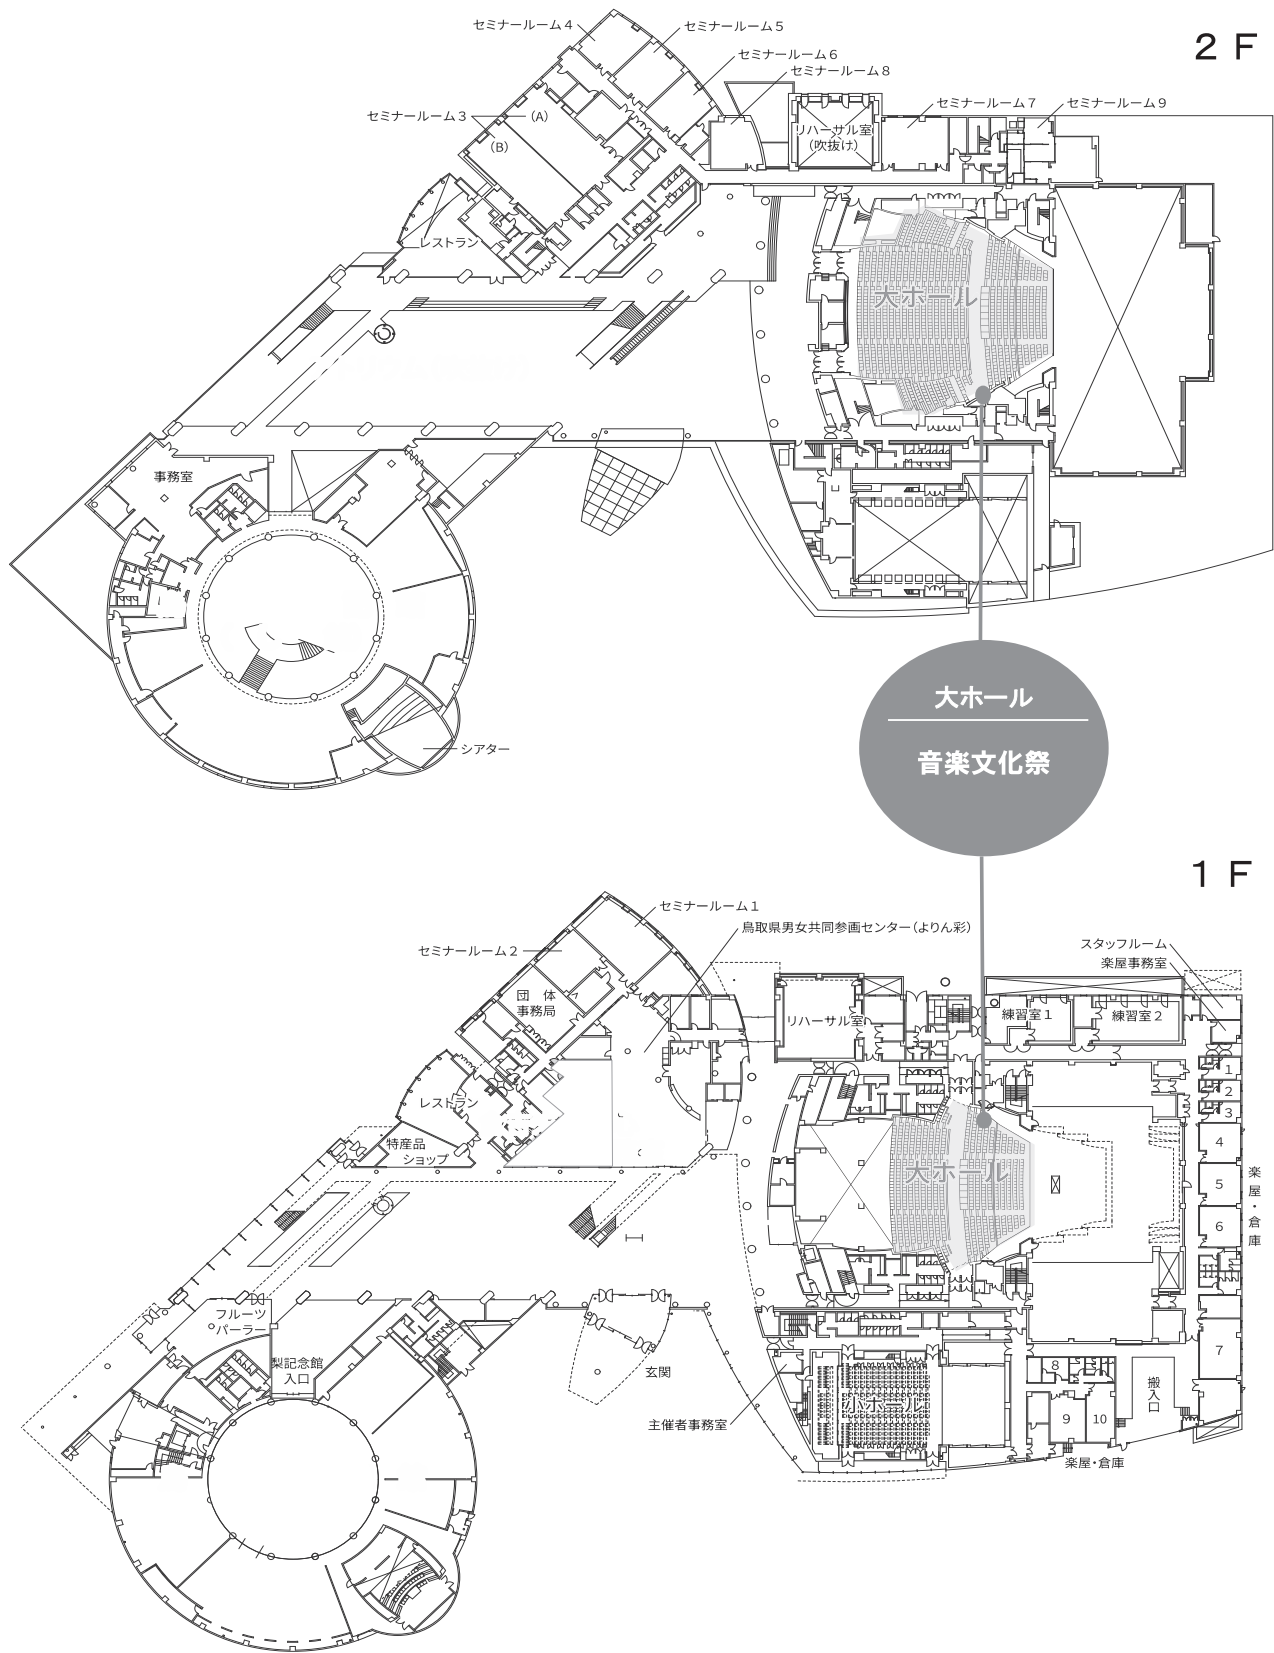 2 F
セミナールーム4
セミナールーム5
セミナールーム6
セミナールーム8
セミナールーム3
(A)
(B)
リハーサル室
(吹抜け)
セミナールーム7
セミナールーム9
レストラン
大ホール
事務室
シアター
大ホール
音楽文化祭
1 F
セミナールーム1
鳥取県男女共同参画センター(よりん彩)
セミナールーム2
団 体
事務局
スタッフルーム
楽屋事務室
リハーサル室
練習室1
練習室2
レストラン
特産品
ショップ
大ホール
1
2
3
4
5
6
楽屋・倉庫
フルーツ
パーラー
梨記念館
入口
玄関
主催者事務室
小ホール
8
9
10
搬入口
7
楽屋・倉庫